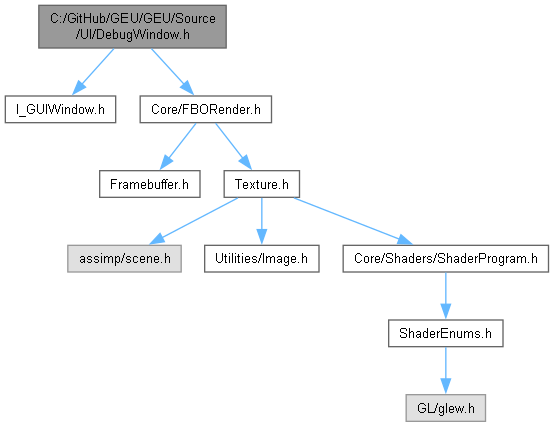 C:/GitHub/GEU/GEU/Source
/UI/DebugWindow.h
I_GUIWindow.h
Core/FBORender.h
Framebuffer.h
Texture.h
assimp/scene.h
Utilities/Image.h
Core/Shaders/ShaderProgram.h
ShaderEnums.h
GL/glew.h